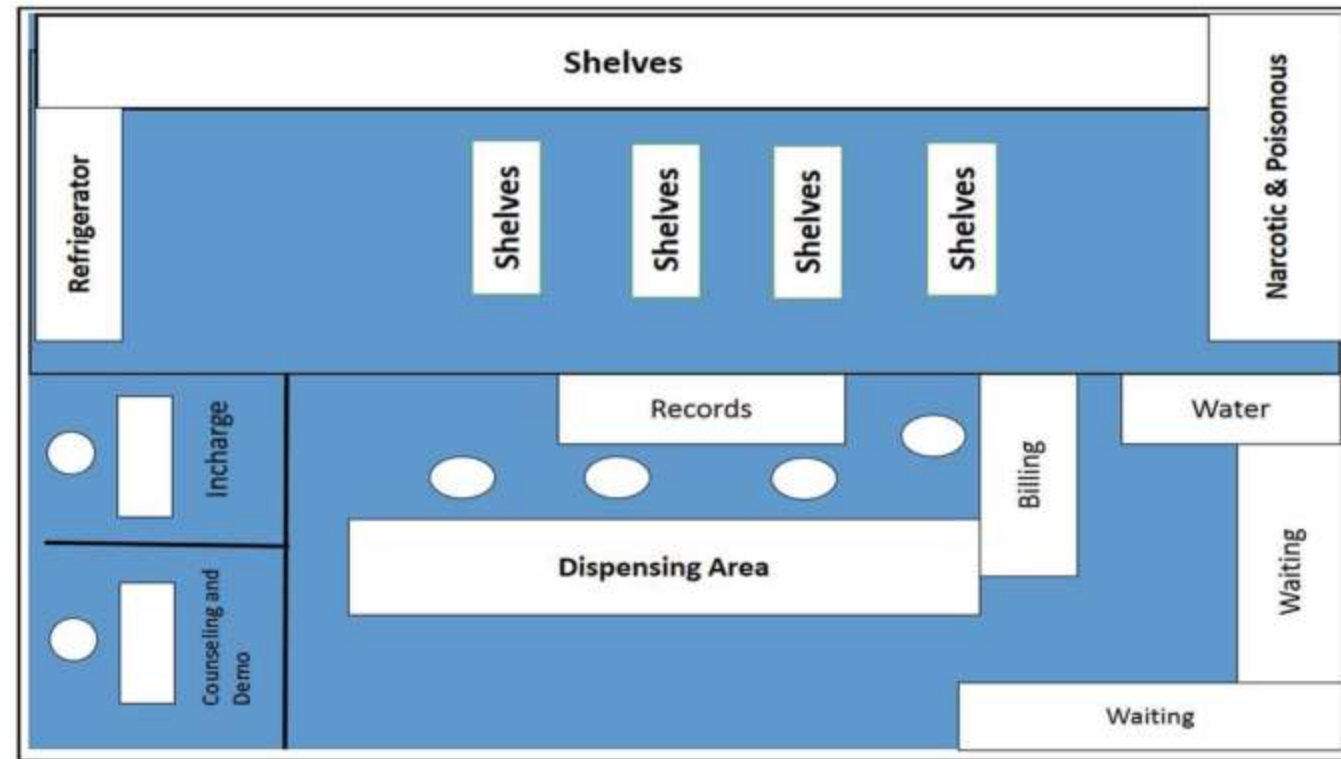 Shelves
Refrigerator
Shelves
Shelves
Shelves
Shelves
Narcotic & Poisonous
Incharge
Records
Billing
Water
Counseling and
Demo
Dispensing Area
Waiting
Waiting